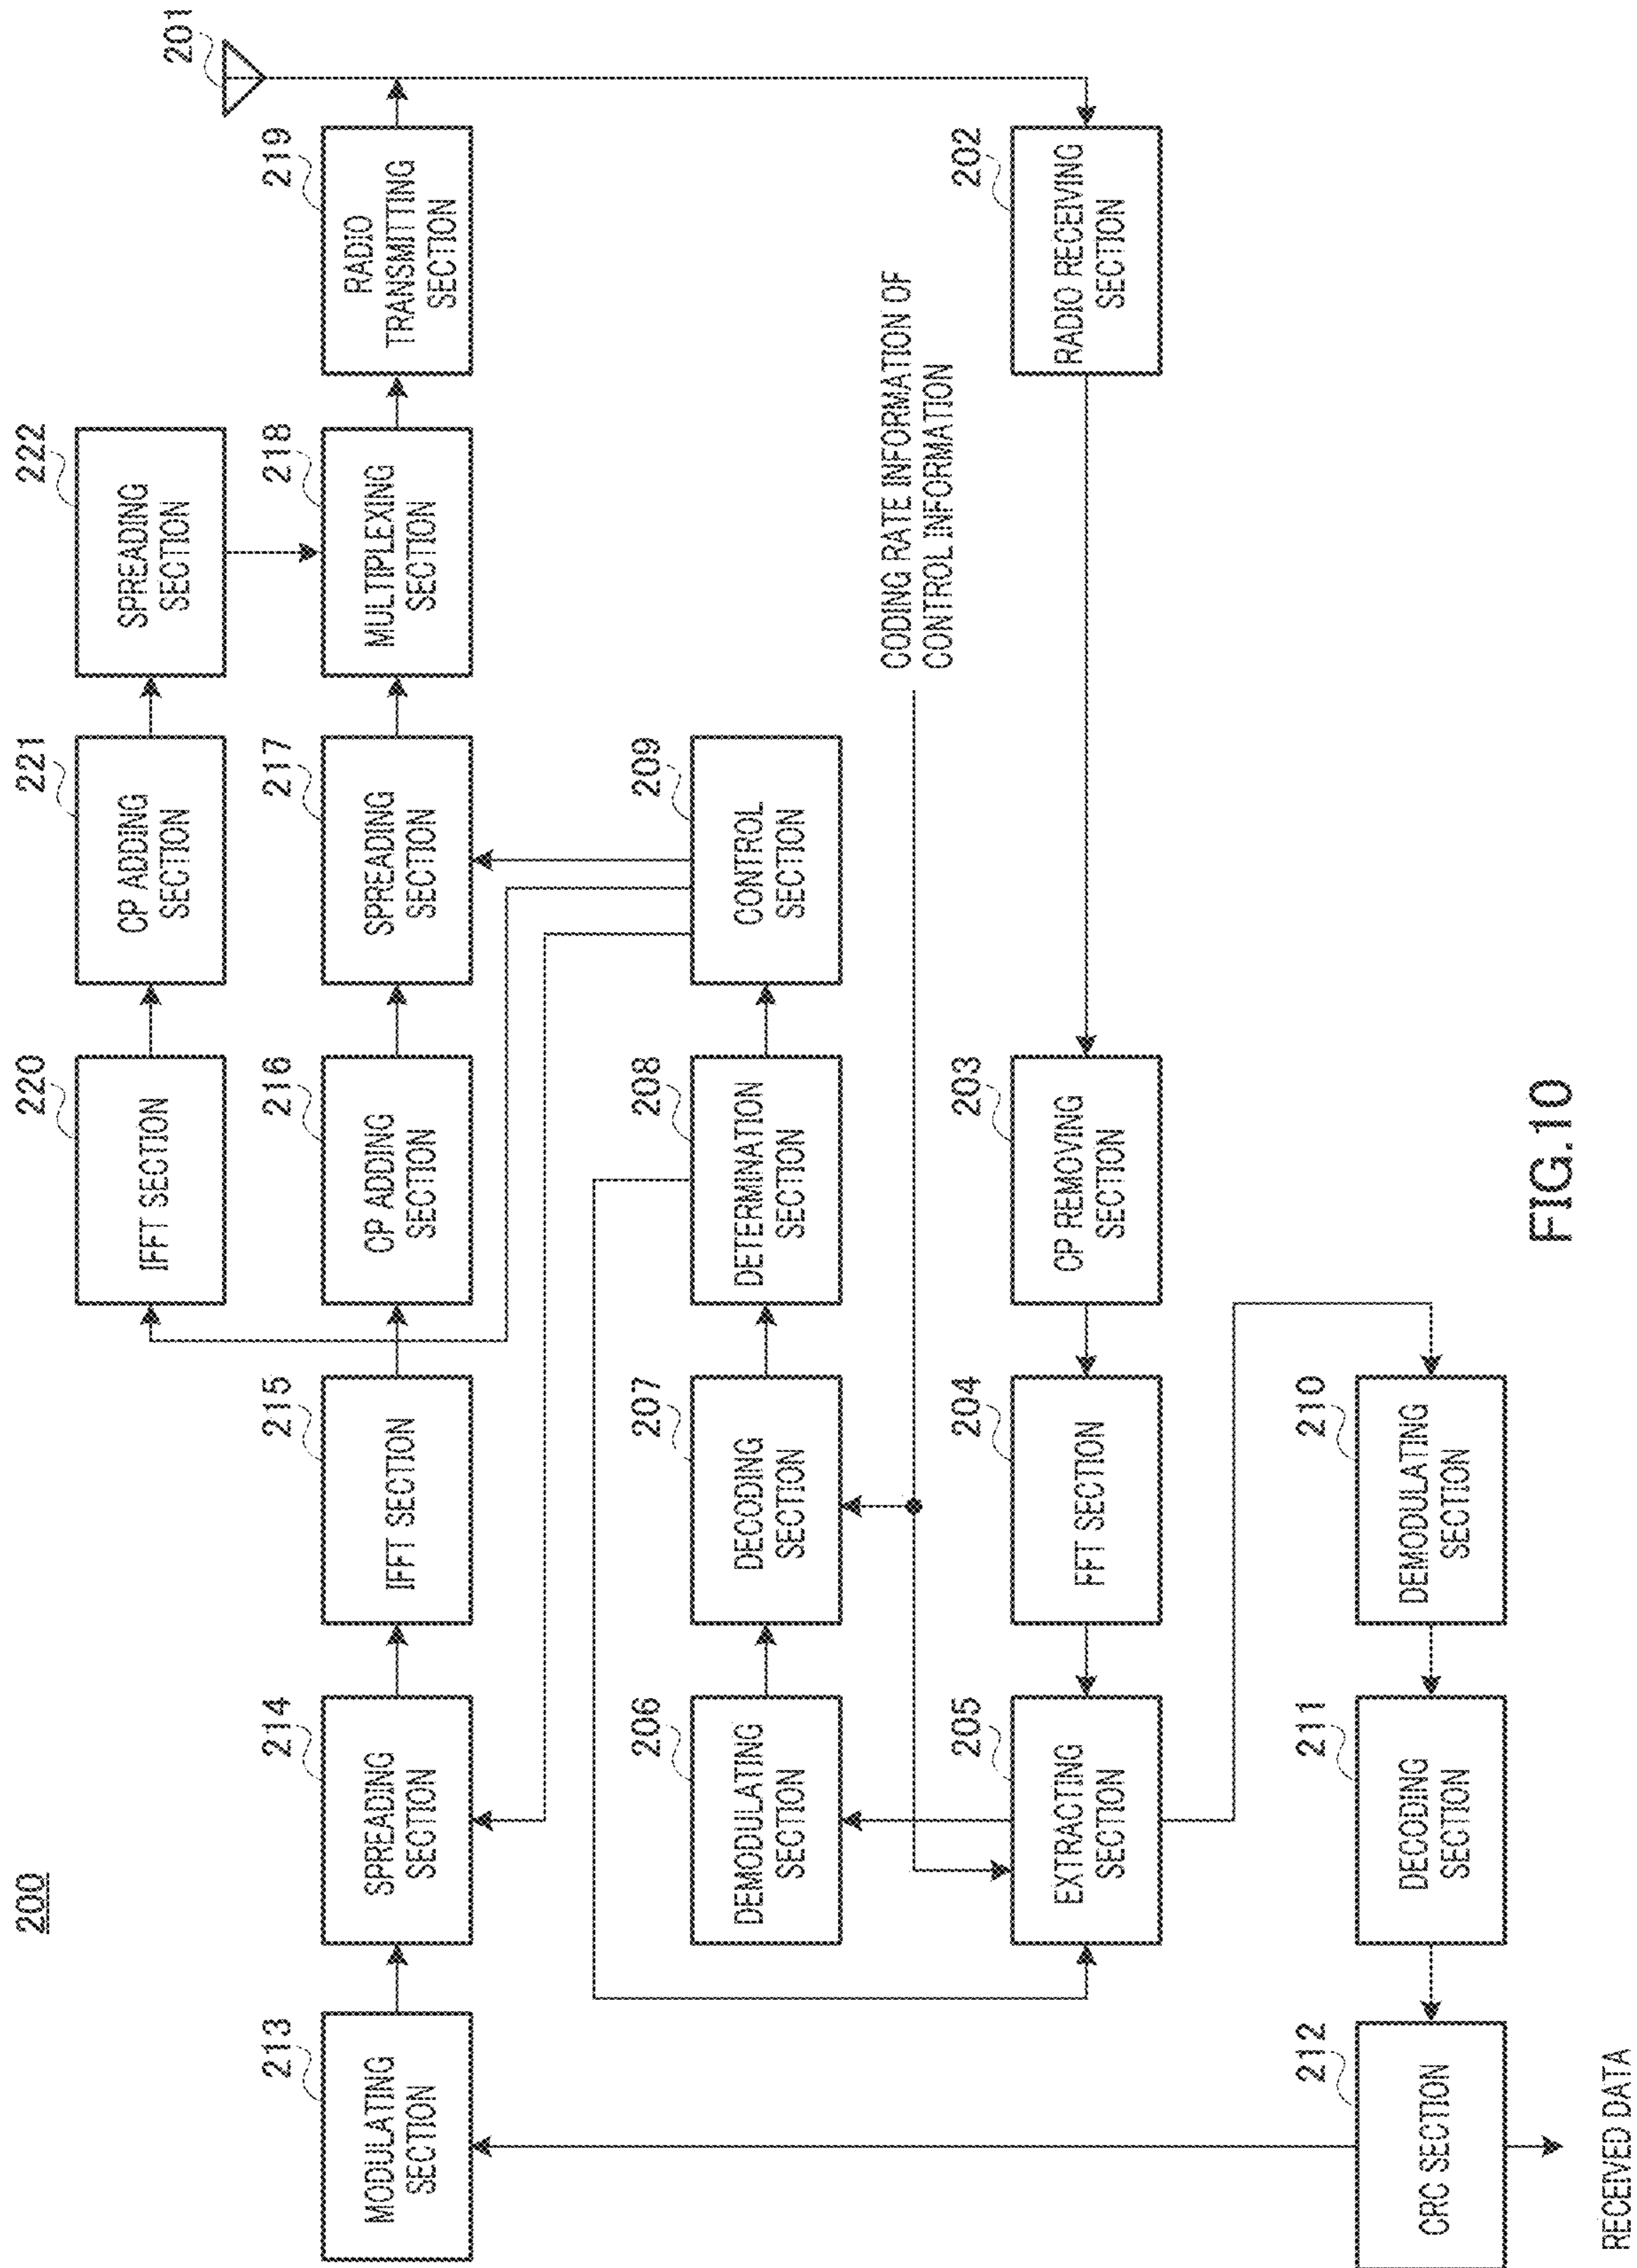 200
201
222
SPREADING
SECTION
221
CP ADDING
SECTION
220
IFFT SECTION
219
RADIO
TRANSMITTING
SECTION
218
MULTIPLEXING
SECTION
217
SPREADING
SECTION
216
CP ADDING
SECTION
215
IFFT SECTION
214
SPREADING
SECTION
213
MODULATING
SECTION
209
CONTROL
SECTION
208
DETERMINATION
SECTION
207
DECODING
SECTION
206
DEMODULATING
SECTION
CODING RATE INFORMATION OF
CONTROL INFORMATION
202
RADIO RECEIVING
SECTION
203
CP REMOVING
SECTION
204
FFT SECTION
205
EXTRACTING
SECTION
210
DEMODULATING
SECTION
211
DECODING
SECTION
212
CRC SECTION
RECEIVED DATA
FIG.10